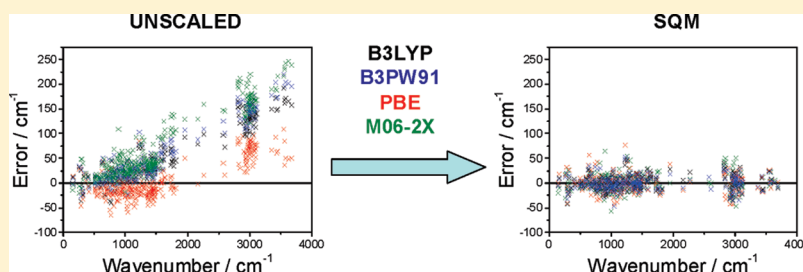 UNSCALED
Error / cm-1
250
200
150
100
50
0
-50
-100
0 1000 2000 3000 4000
Wavenumber / cm-1
B3LYP
B3PW91
PBE
M06-2X
SQM
Error / cm-1
250
200
150
100
50
0
-50
-100
0 1000 2000 3000 400
Wavenumber / cm-1